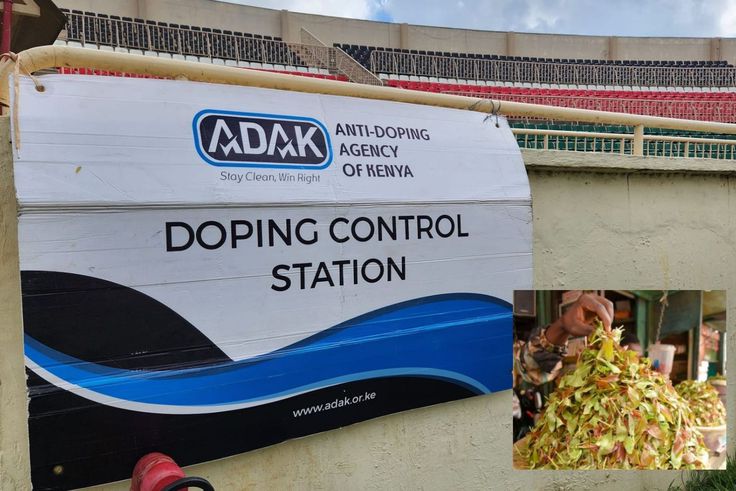 ADAK
ANTI-DOPING
AGENCY
OF KENYA
Stay Clean, Win Right
DOPING CONTROL
STATION
www.adak.or.ke